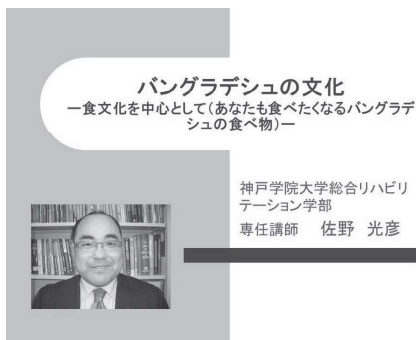 バングラデシュの文化
ー食文化を中心として(あなたも食べたくなるバングラデ
シュの食べ物)ー
神戸学院大学総合リハビリ
テーション学部
専任講師　佐野　光彦